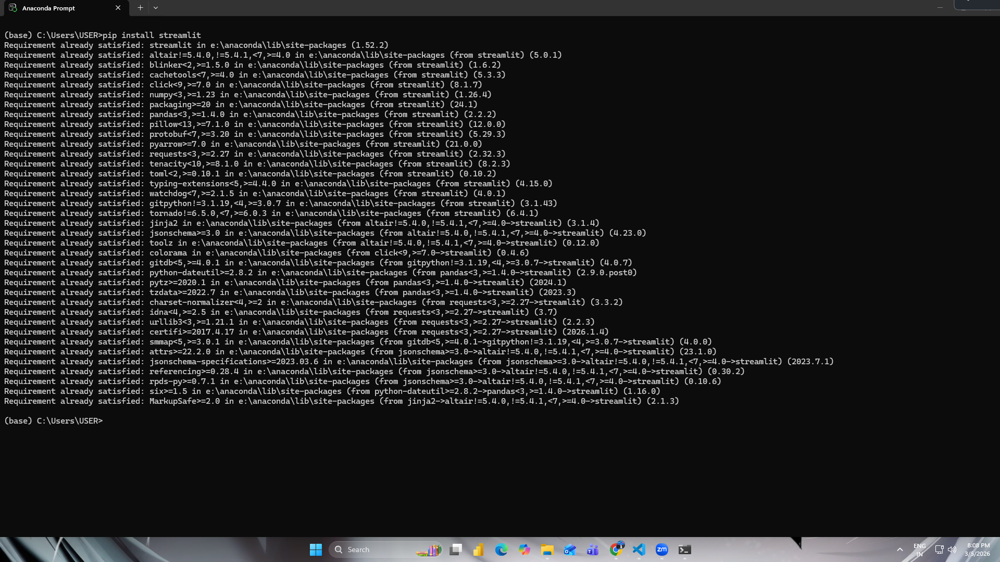 Anaconda Prompt
(base) C:\Users\USER>pip install streamlit
Requirement already satisfied: streamlit in e:\anaconda\lib\site-packages (1.52.2)
Requirement already satisfied: altair!=5.4.0,!=5.4.1,<7,>=4.0 in e:\anaconda\lib\site-packages (from streamlit) (5.0.1)
Requirement already satisfied: blinker<2,>=1.5.0 in e:\anaconda\lib\site-packages (from streamlit) (1.6.2)
Requirement already satisfied: cachetools<7,>=4.0 in e:\anaconda\lib\site-packages (from streamlit) (5.3.3)
Requirement already satisfied: click<9,>=7.0 in e:\anaconda\lib\site-packages (from streamlit) (8.1.7)
Requirement already satisfied: numpy<3,>=1.23 in e:\anaconda\lib\site-packages (from streamlit) (1.26.4)
Requirement already satisfied: packaging>=20 in e:\anaconda\lib\site-packages (from streamlit) (24.1)
Requirement already satisfied: pandas<3,>=1.4.0 in e:\anaconda\lib\site-packages (from streamlit) (2.2.2)
Requirement already satisfied: pillow<13,>=7.1.0 in e:\anaconda\lib\site-packages (from streamlit) (12.0.0)
Requirement already satisfied: protobuf<7,>=3.20 in e:\anaconda\lib\site-packages (from streamlit) (5.29.3)
Requirement already satisfied: pyarrow>=7.0 in e:\anaconda\lib\site-packages (from streamlit) (21.0.0)
Requirement already satisfied: requests<3,>=2.27 in e:\anaconda\lib\site-packages (from streamlit) (2.32.3)
Requirement already satisfied: tenacity<10,>=8.1.0 in e:\anaconda\lib\site-packages (from streamlit) (8.2.3)
Requirement already satisfied: toml<2,>=0.10.1 in e:\anaconda\lib\site-packages (from streamlit) (0.10.2)
Requirement already satisfied: typing-extensions<5,>=4.4.0 in e:\anaconda\lib\site-packages (from streamlit) (4.15.0)
Requirement already satisfied: watchdog<7,>=2.1.5 in e:\anaconda\lib\site-packages (from streamlit) (4.0.1)
Requirement already satisfied: gitpython!=3.1.19,<4,>=3.0.7 in e:\anaconda\lib\site-packages (from streamlit) (3.1.43)
Requirement already satisfied: tornado!=6.5.0,<7,>=6.0.3 in e:\anaconda\lib\site-packages (from streamlit) (6.4.1)
Requirement already satisfied: jinja2 in e:\anaconda\lib\site-packages (from altair!=5.4.0,!=5.4.1,<7,>=4.0->streamlit) (3.1.4)
Requirement already satisfied: jsonschema>=3.0 in e:\anaconda\lib\site-packages (from altair!=5.4.0,!=5.4.1,<7,>=4.0->streamlit) (4.23.0)
Requirement already satisfied: toolz in e:\anaconda\lib\site-packages (from altair!=5.4.0,!=5.4.1,<7,>=4.0->streamlit) (0.12.0)
Requirement already satisfied: colorama in e:\anaconda\lib\site-packages (from click<9,>=7.0->streamlit) (0.4.6)
Requirement already satisfied: gitdb<5,>=4.0.1 in e:\anaconda\lib\site-packages (from gitpython!=3.1.19,<4,>=3.0.7->streamlit) (4.0.7)
Requirement already satisfied: python-dateutil>=2.8.2 in e:\anaconda\lib\site-packages (from pandas<3,>=1.4.0->streamlit) (2.9.0.post0)
Requirement already satisfied: pytz>=2020.1 in e:\anaconda\lib\site-packages (from pandas<3,>=1.4.0->streamlit) (2024.1)
Requirement already satisfied: tzdata>=2022.7 in e:\anaconda\lib\site-packages (from pandas<3,>=1.4.0->streamlit) (2023.3)
Requirement already satisfied: charset-normalizer<4,>=2 in e:\anaconda\lib\site-packages (from requests<3,>=2.27->streamlit) (3.3.2)
Requirement already satisfied: idna<4,>=2.5 in e:\anaconda\lib\site-packages (from requests<3,>=2.27->streamlit) (3.7)
Requirement already satisfied: urllib3<3,>=1.21.1 in e:\anaconda\lib\site-packages (from requests<3,>=2.27->streamlit) (2.2.3)
Requirement already satisfied: certifi>=2017.4.17 in e:\anaconda\lib\site-packages (from requests<3,>=2.27->streamlit) (2026.1.4)
Requirement already satisfied: smmap<5,>=3.0.1 in e:\anaconda\lib\site-packages (from gitdb<5,>=4.0.1->gitpython!=3.1.19,<4,>=3.0.7->streamlit) (4.0.0)
Requirement already satisfied: attrs>=22.2.0 in e:\anaconda\lib\site-packages (from jsonschema>=3.0->altair!=5.4.0,!=5.4.1,<7,>=4.0->streamlit) (23.1.0)
Requirement already satisfied: jsonschema-specifications>=2023.03.6 in e:\anaconda\lib\site-packages (from jsonschema>=3.0->altair!=5.4.0,!=5.4.1,<7,>=4.0->streamlit) (2023.7.1)
Requirement already satisfied: referencing>=0.28.4 in e:\anaconda\lib\site-packages (from jsonschema>=3.0->altair!=5.4.0,!=5.4.1,<7,>=4.0->streamlit) (0.30.2)
Requirement already satisfied: rpds-py>=0.7.1 in e:\anaconda\lib\site-packages (from jsonschema>=3.0->altair!=5.4.0,!=5.4.1,<7,>=4.0->streamlit) (0.10.6)
Requirement already satisfied: six>=1.5 in e:\anaconda\lib\site-packages (from python-dateutil>=2.8.2->pandas<3,>=1.4.0->streamlit) (1.16.0)
Requirement already satisfied: MarkupSafe>=2.0 in e:\anaconda\lib\site-packages (from jinja2->altair!=5.4.0,!=5.4.1,<7,>=4.0->streamlit) (2.1.3)
(base) C:\Users\USER>
Search
zm
ENG
IN
8:08 PM
3/5/2026